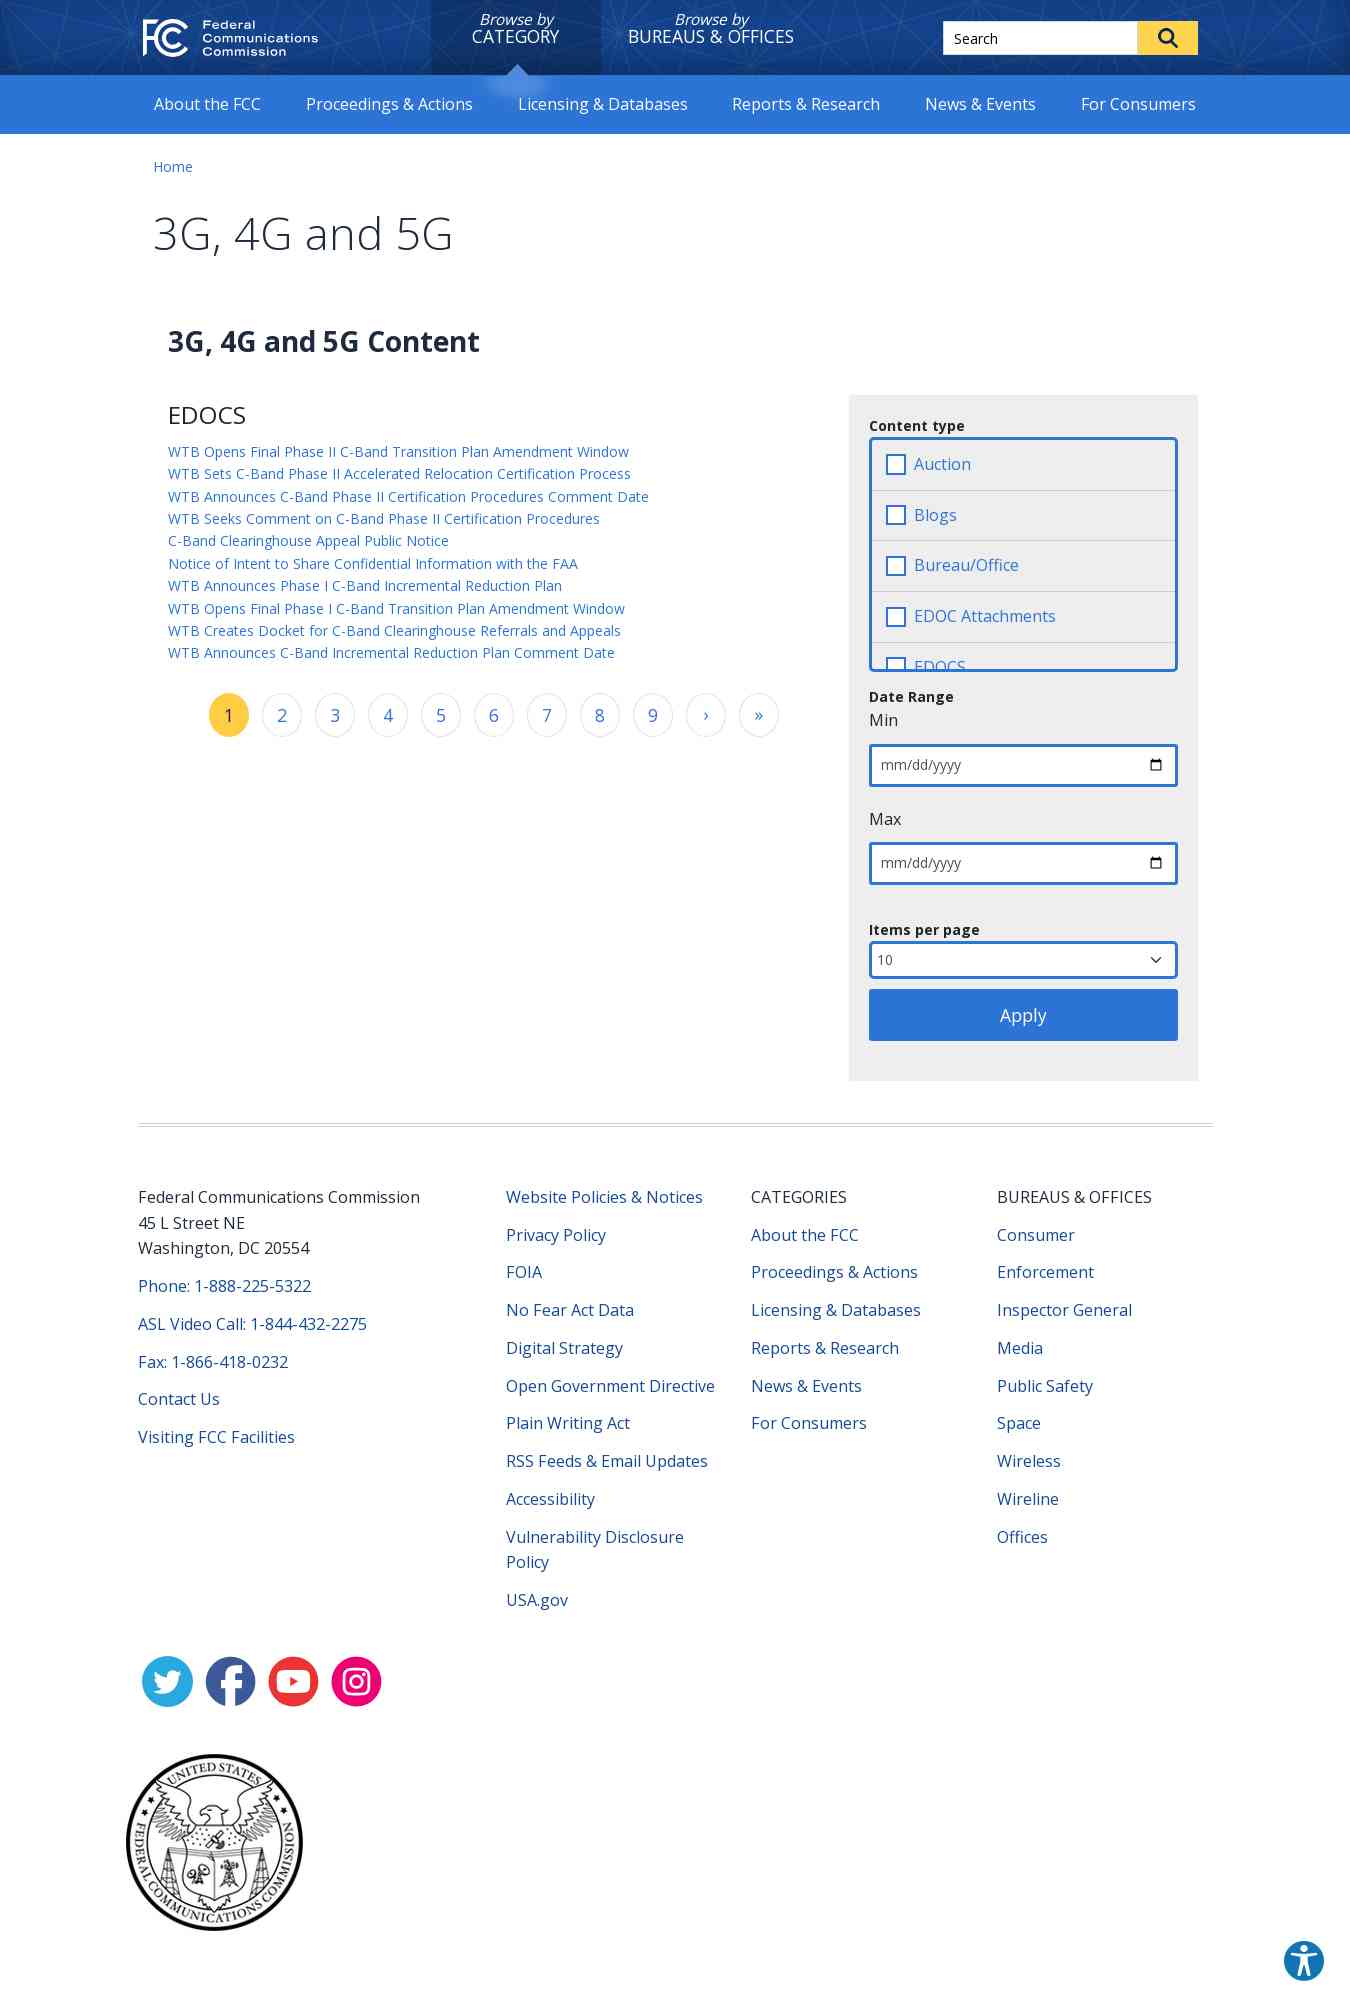 Federal
Communications
Commission
Browse by
CATEGORY
Browse by
BUREAUS & OFFICES
Search
About the FCC
Proceedings & Actions
Licensing & Databases
Reports & Research
News & Events
For Consumers
Home
3G, 4G and 5G
3G, 4G and 5G Content
EDOCS
WTB Opens Final Phase II C-Band Transition Plan Amendment Window
WTB Sets C-Band Phase II Accelerated Relocation Certification Process
WTB Announces C-Band Phase II Certification Procedures Comment Date
WTB Seeks Comment on C-Band Phase II Certification Procedures
C-Band Clearinghouse Appeal Public Notice
Notice of Intent to Share Confidential Information with the FAA
WTB Announces Phase I C-Band Incremental Reduction Plan
WTB Opens Final Phase I C-Band Transition Plan Amendment Window
WTB Creates Docket for C-Band Clearinghouse Referrals and Appeals
WTB Announces C-Band Incremental Reduction Plan Comment Date
1 2 3 4 5 6 7 8 9 › »
Content type
Auction
Blogs
Bureau/Office
EDOC Attachments
EDOCS
Date Range
Min
mm/dd/yyyy
Max
mm/dd/yyyy
Items per page
10
Apply
Federal Communications Commission
45 L Street NE
Washington, DC 20554
Phone: 1-888-225-5322
ASL Video Call: 1-844-432-2275
Fax: 1-866-418-0232
Contact Us
Visiting FCC Facilities
Website Policies & Notices
Privacy Policy
FOIA
No Fear Act Data
Digital Strategy
Open Government Directive
Plain Writing Act
RSS Feeds & Email Updates
Accessibility
Vulnerability Disclosure
Policy
USA.gov
CATEGORIES
About the FCC
Proceedings & Actions
Licensing & Databases
Reports & Research
News & Events
For Consumers
BUREAUS & OFFICES
Consumer
Enforcement
Inspector General
Media
Public Safety
Space
Wireless
Wireline
Offices
UNITED STATES
FEDERAL COMMUNICATIONS COMMISSION